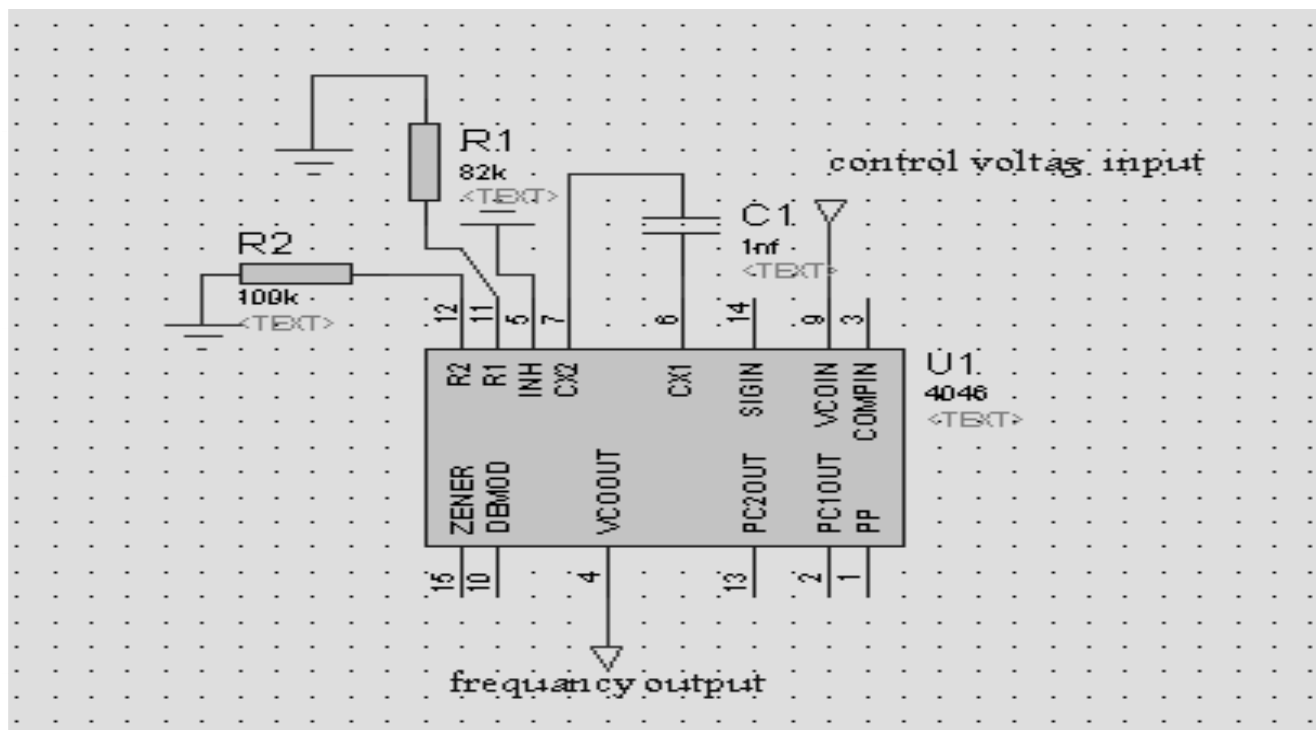 R1
82k
<TEXT>
control voltag input
C1
1nf
<TEXT>
R2
100k
<TEXT>
12
11
5
7
6
14
9
3
R2
R1
INH
CX2
CX1
SIGIN
VCOIN
COMPIN
U1
4046
<TEXT>
ZENER
DEMOD
VCOOUT
PC2OUT
PC1OUT
PP
15
10
4
13
2
1
frequancy output